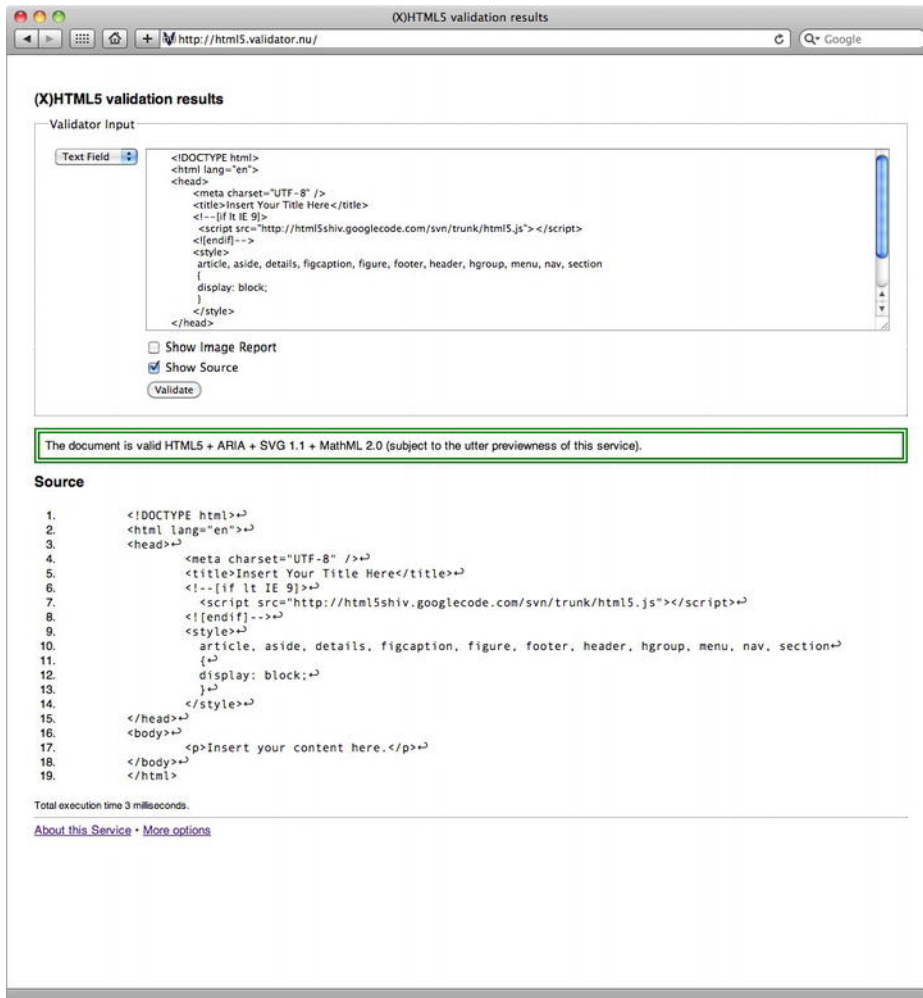 (X)HTML5 validation results
http://html5.validator.nu/
Google
(X)HTML5 validation results
Validator Input
Text Field
<!DOCTYPE html>
<html lang="en">
<head>
<meta charset="UTF-8" />
<title>Insert Your Title Here</title>
<!--[if lt IE 9]>
<script src="http://html5shiv.googlecode.com/svn/trunk/html5.js"></script>
<![endif]-->
<style>
article, aside, details, figcaption, figure, footer, header, hgroup, menu, nav, section
{
display: block;
}
</style>
</head>
Show Image Report
Show Source
Validate
The document is valid HTML5 + ARIA + SVG 1.1 + MathML 2.0 (subject to the utter previewness of this service).
Source
1. <!DOCTYPE html>↩
2. <html lang="en">↩
3. <head>↩
4. <meta charset="UTF-8" />↩
5. <title>Insert Your Title Here</title>↩
6. <!--[if lt IE 9]>↩
7. <script src="http://html5shiv.googlecode.com/svn/trunk/html5.js"></script>↩
8. <![endif]-->↩
9. <style>↩
10. article, aside, details, figcaption, figure, footer, header, hgroup, menu, nav, section↩
11. {↩
12. display: block;↩
13. }↩
14. </style>↩
15. </head>↩
16. <body>↩
17. <p>Insert your content here.</p>↩
18. </body>↩
19. </html>
Total execution time 3 milliseconds.
About this Service • More options